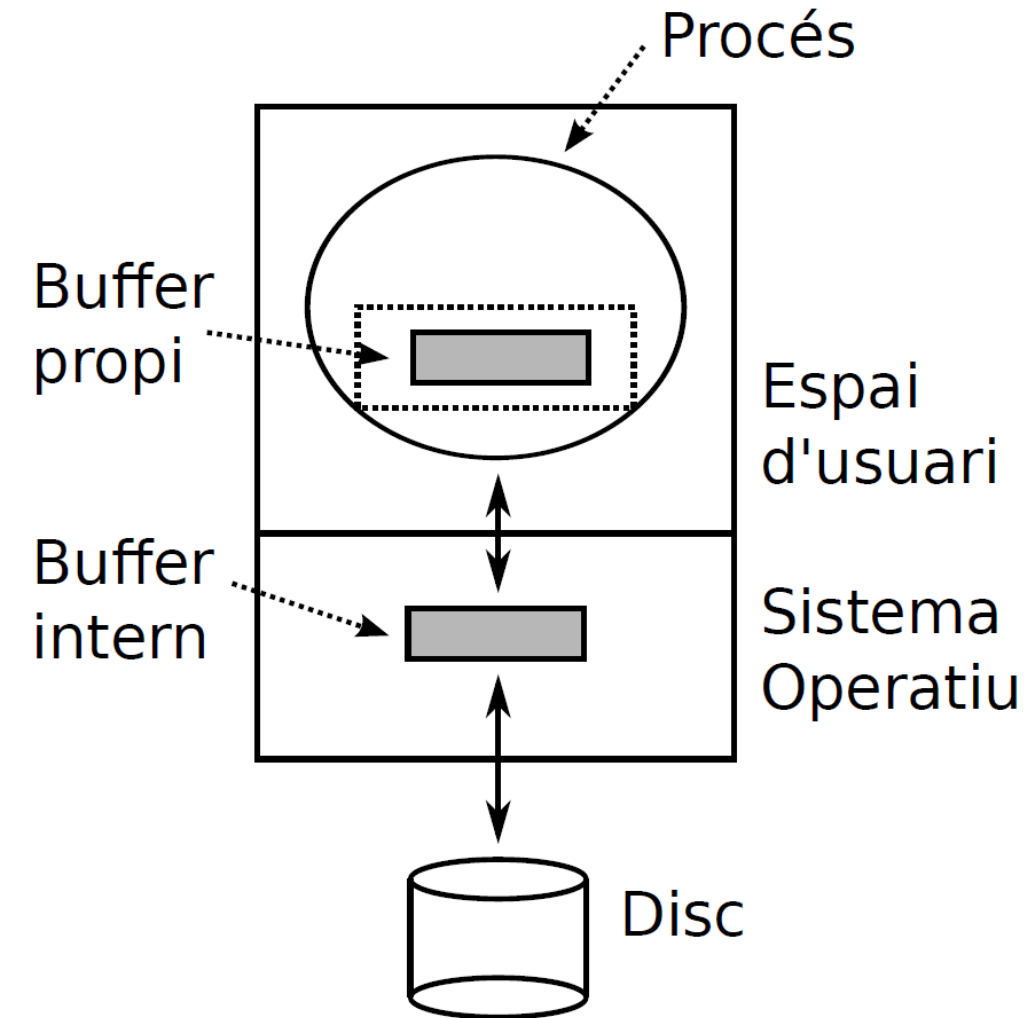 Procés
Buffer
propi
Espai
d'usuari
Buffer
intern
Sistema
Operatiu
Disc